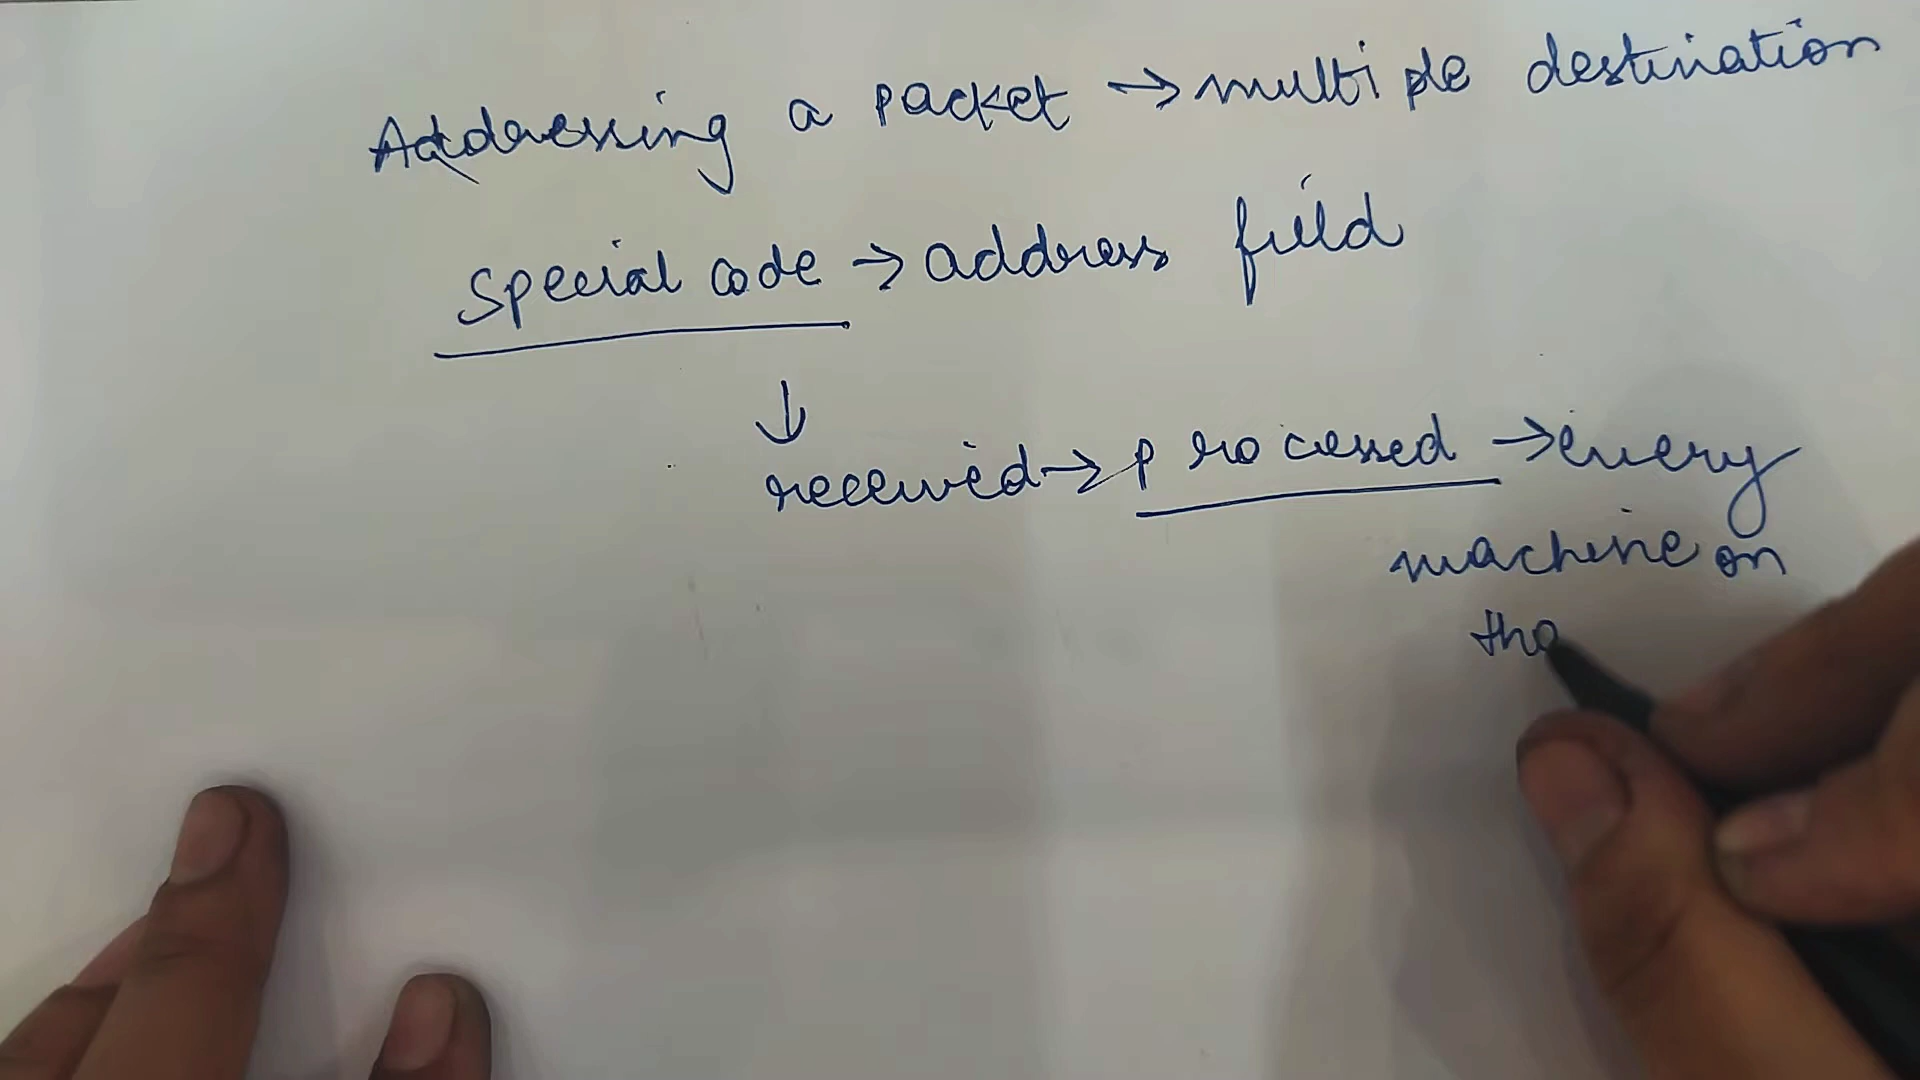 Addressing a packet → multiple destination
special code → address field
↓
received → processed → every
machine on
the